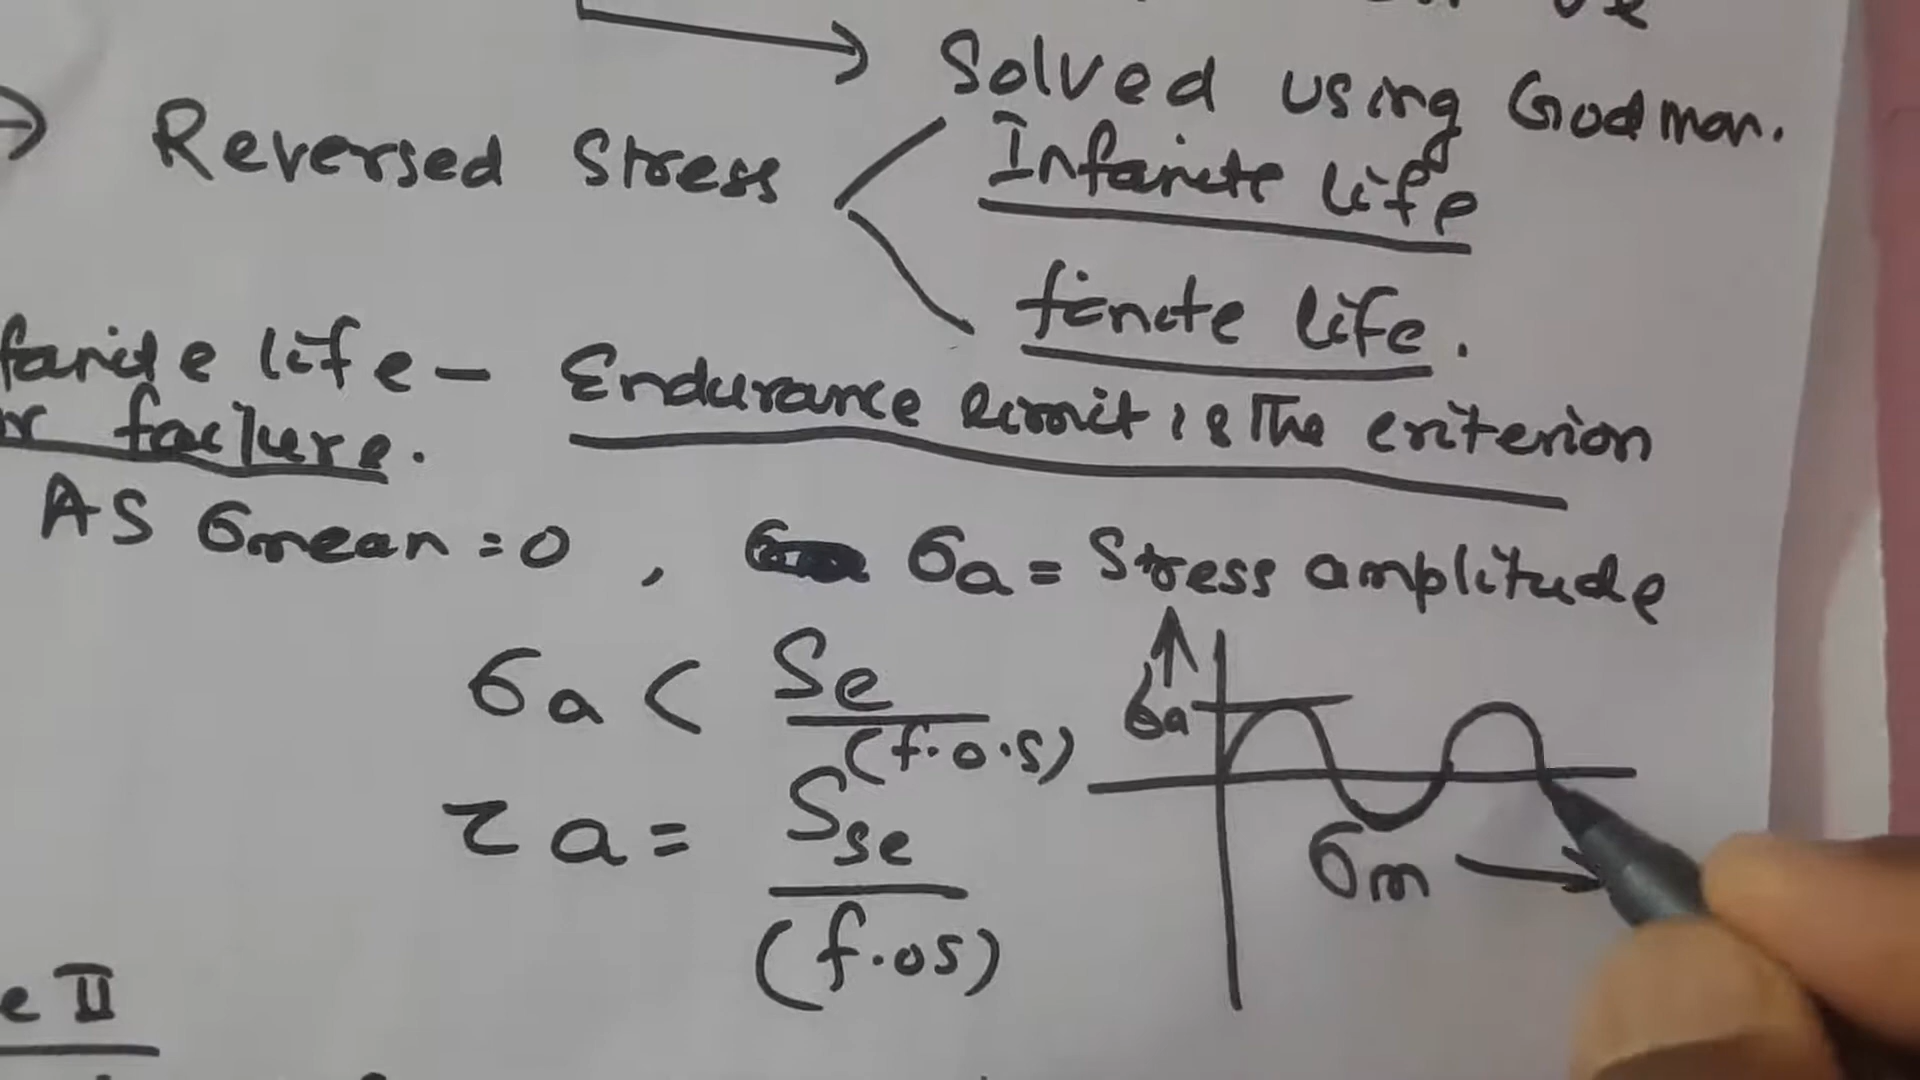 Solved using Godman.
→ Reversed Stress
Infinite life
finite life.
finite life - Endurance limit is The criterion
r failure.
AS σmean = 0 , σa = Stress amplitude
σa < Se/(f.o.s)
σa
τa = Sse/(f.os)
σm →
e II